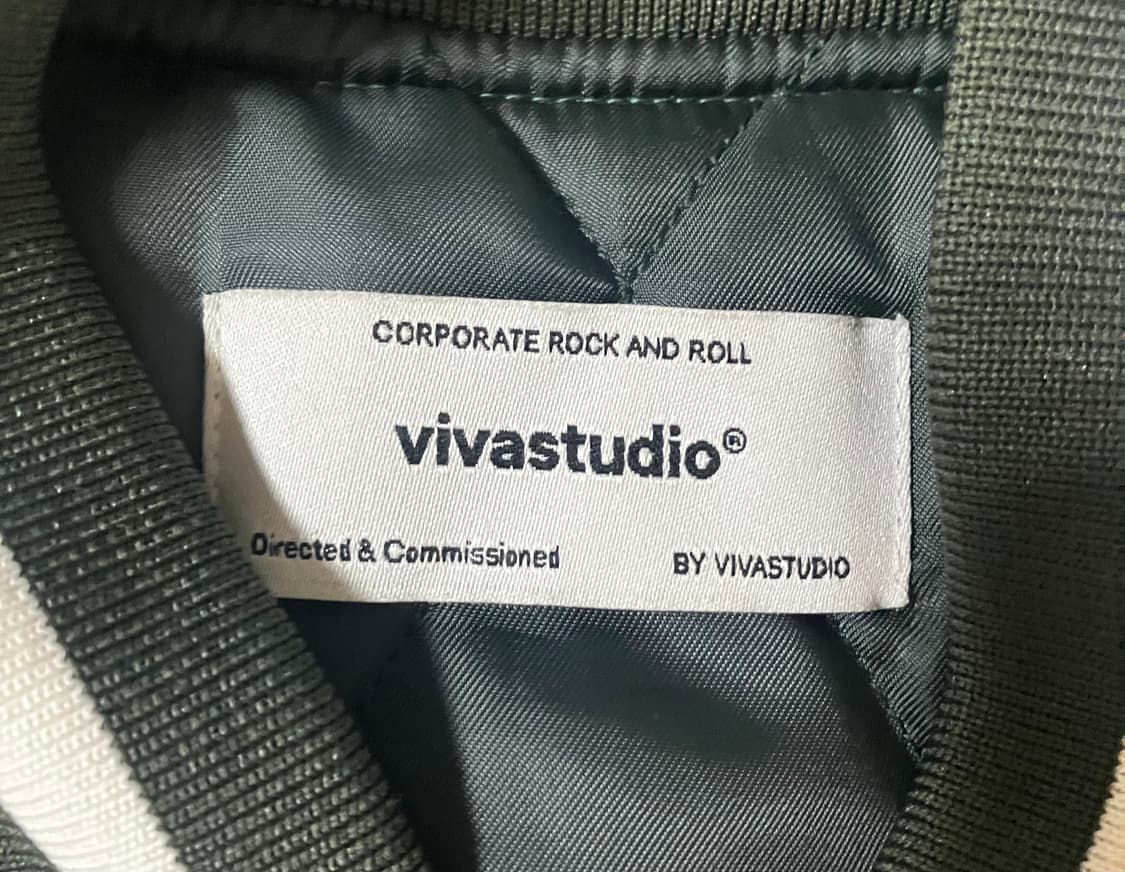 CORPORATE ROCK AND ROLL
vivastudio®
Directed & Commissioned BY VIVASTUDIO